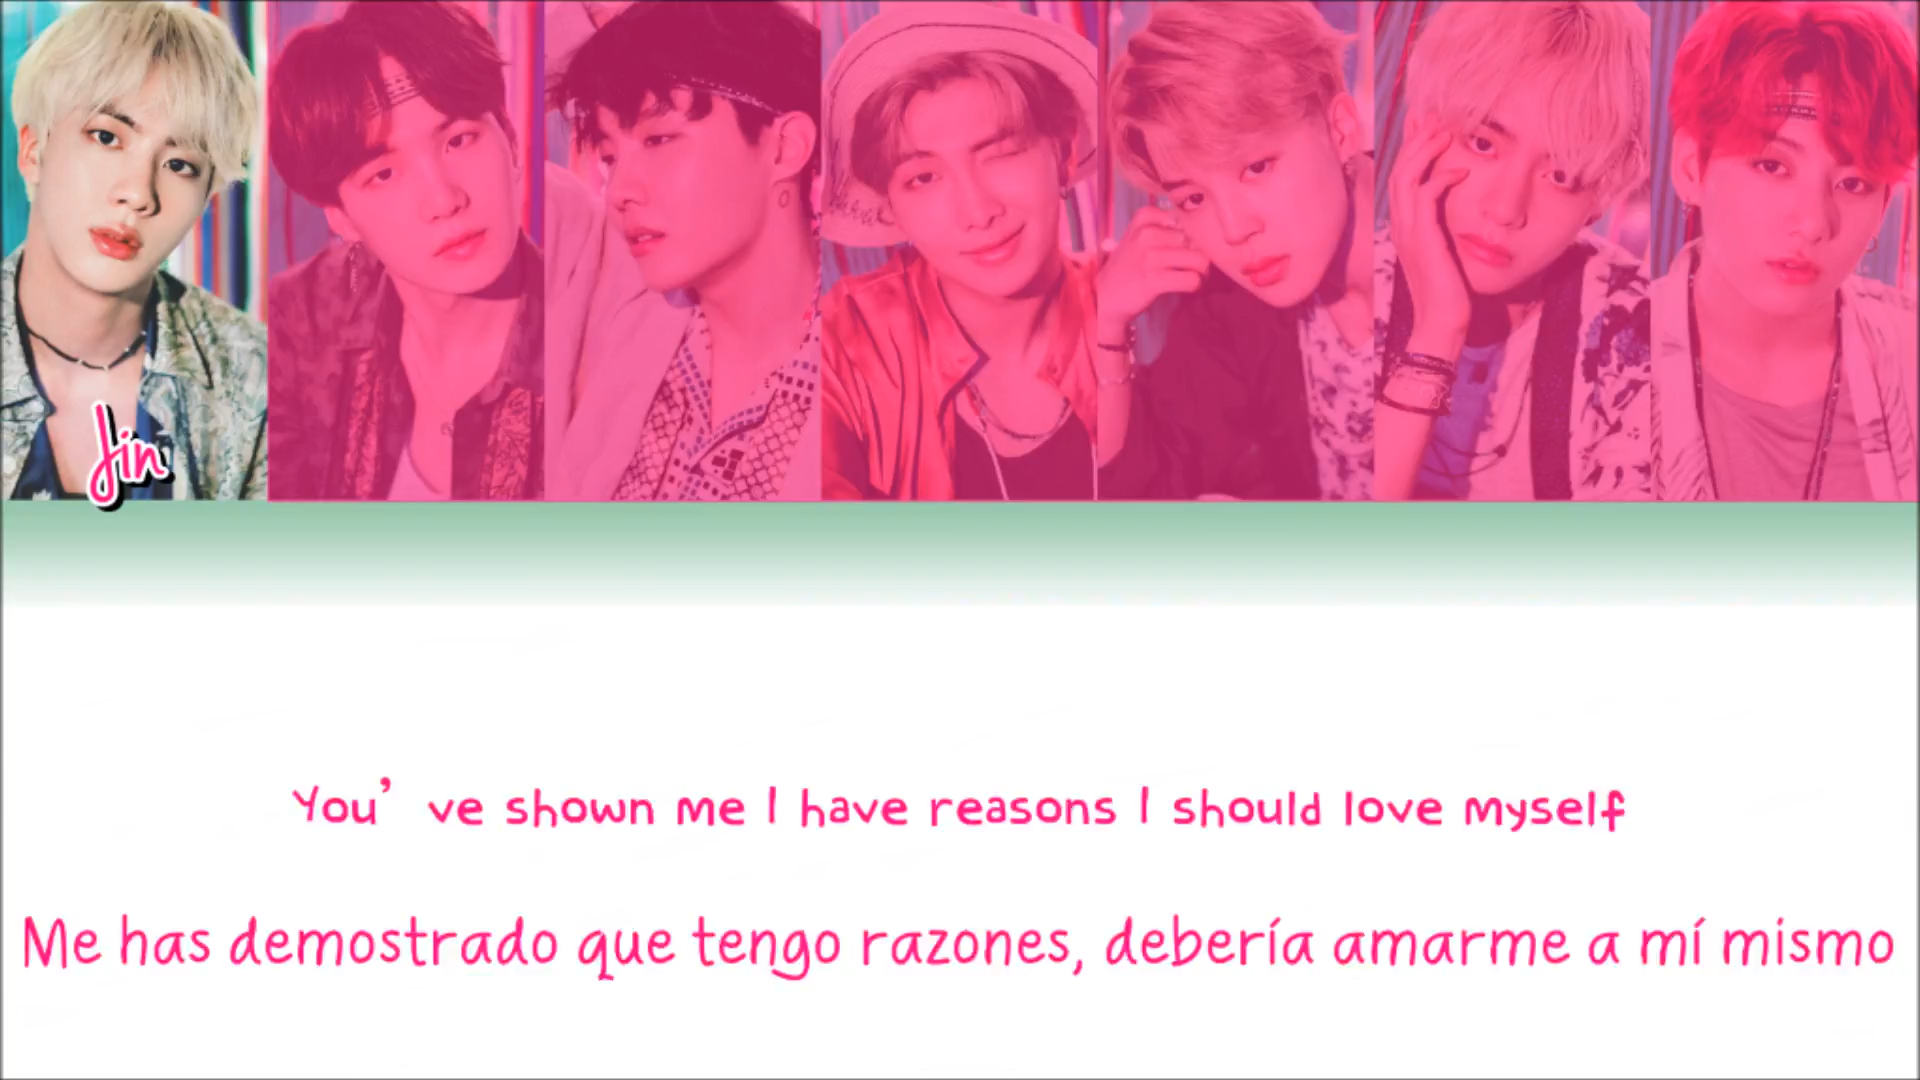 Jin
You've shown me I have reasons I should love myself
Me has demostrado que tengo razones, debería amarme a mí mismo